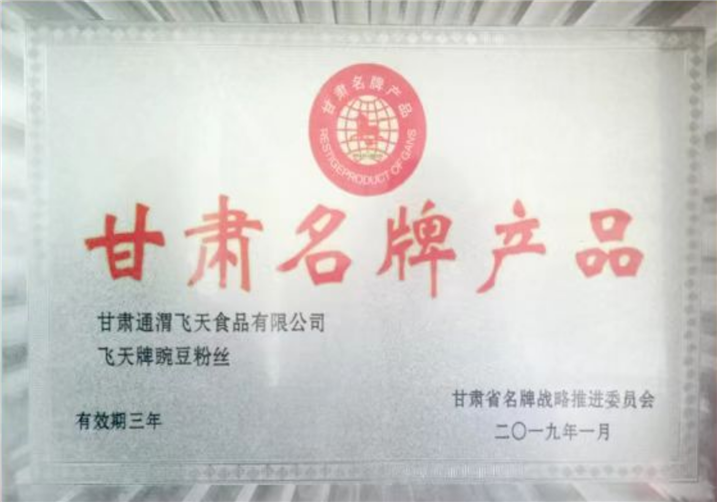 甘肃名牌产品
RESTIGEPRODUCT OF GANS
甘肃名牌产品
甘肃通渭飞天食品有限公司
飞天牌豌豆粉丝
有效期三年
甘肃省名牌战略推进委员会
二〇一九年一月